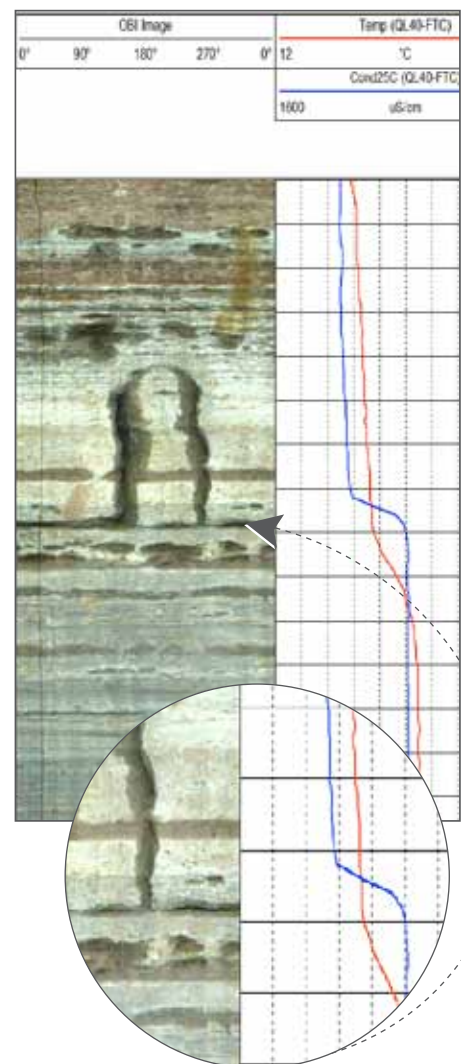 OBI Image
0° 90° 180° 270° 0°
Temp (QL40-FTC)
12 °C
Cond25C (QL40-FTC)
1600 uS/cm